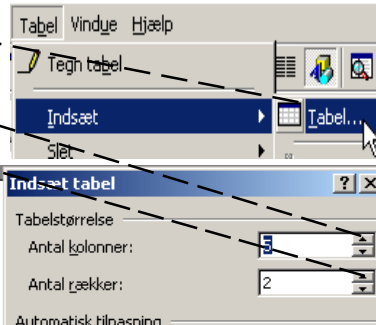 Tabel Vindue Hjælp
Tegn tabel
Indsæt Tabel...
Slet
Indsæt tabel ? ×
Tabelstørrelse
Antal kolonner: 5
Antal rækker: 2
Automatisk tilpasning